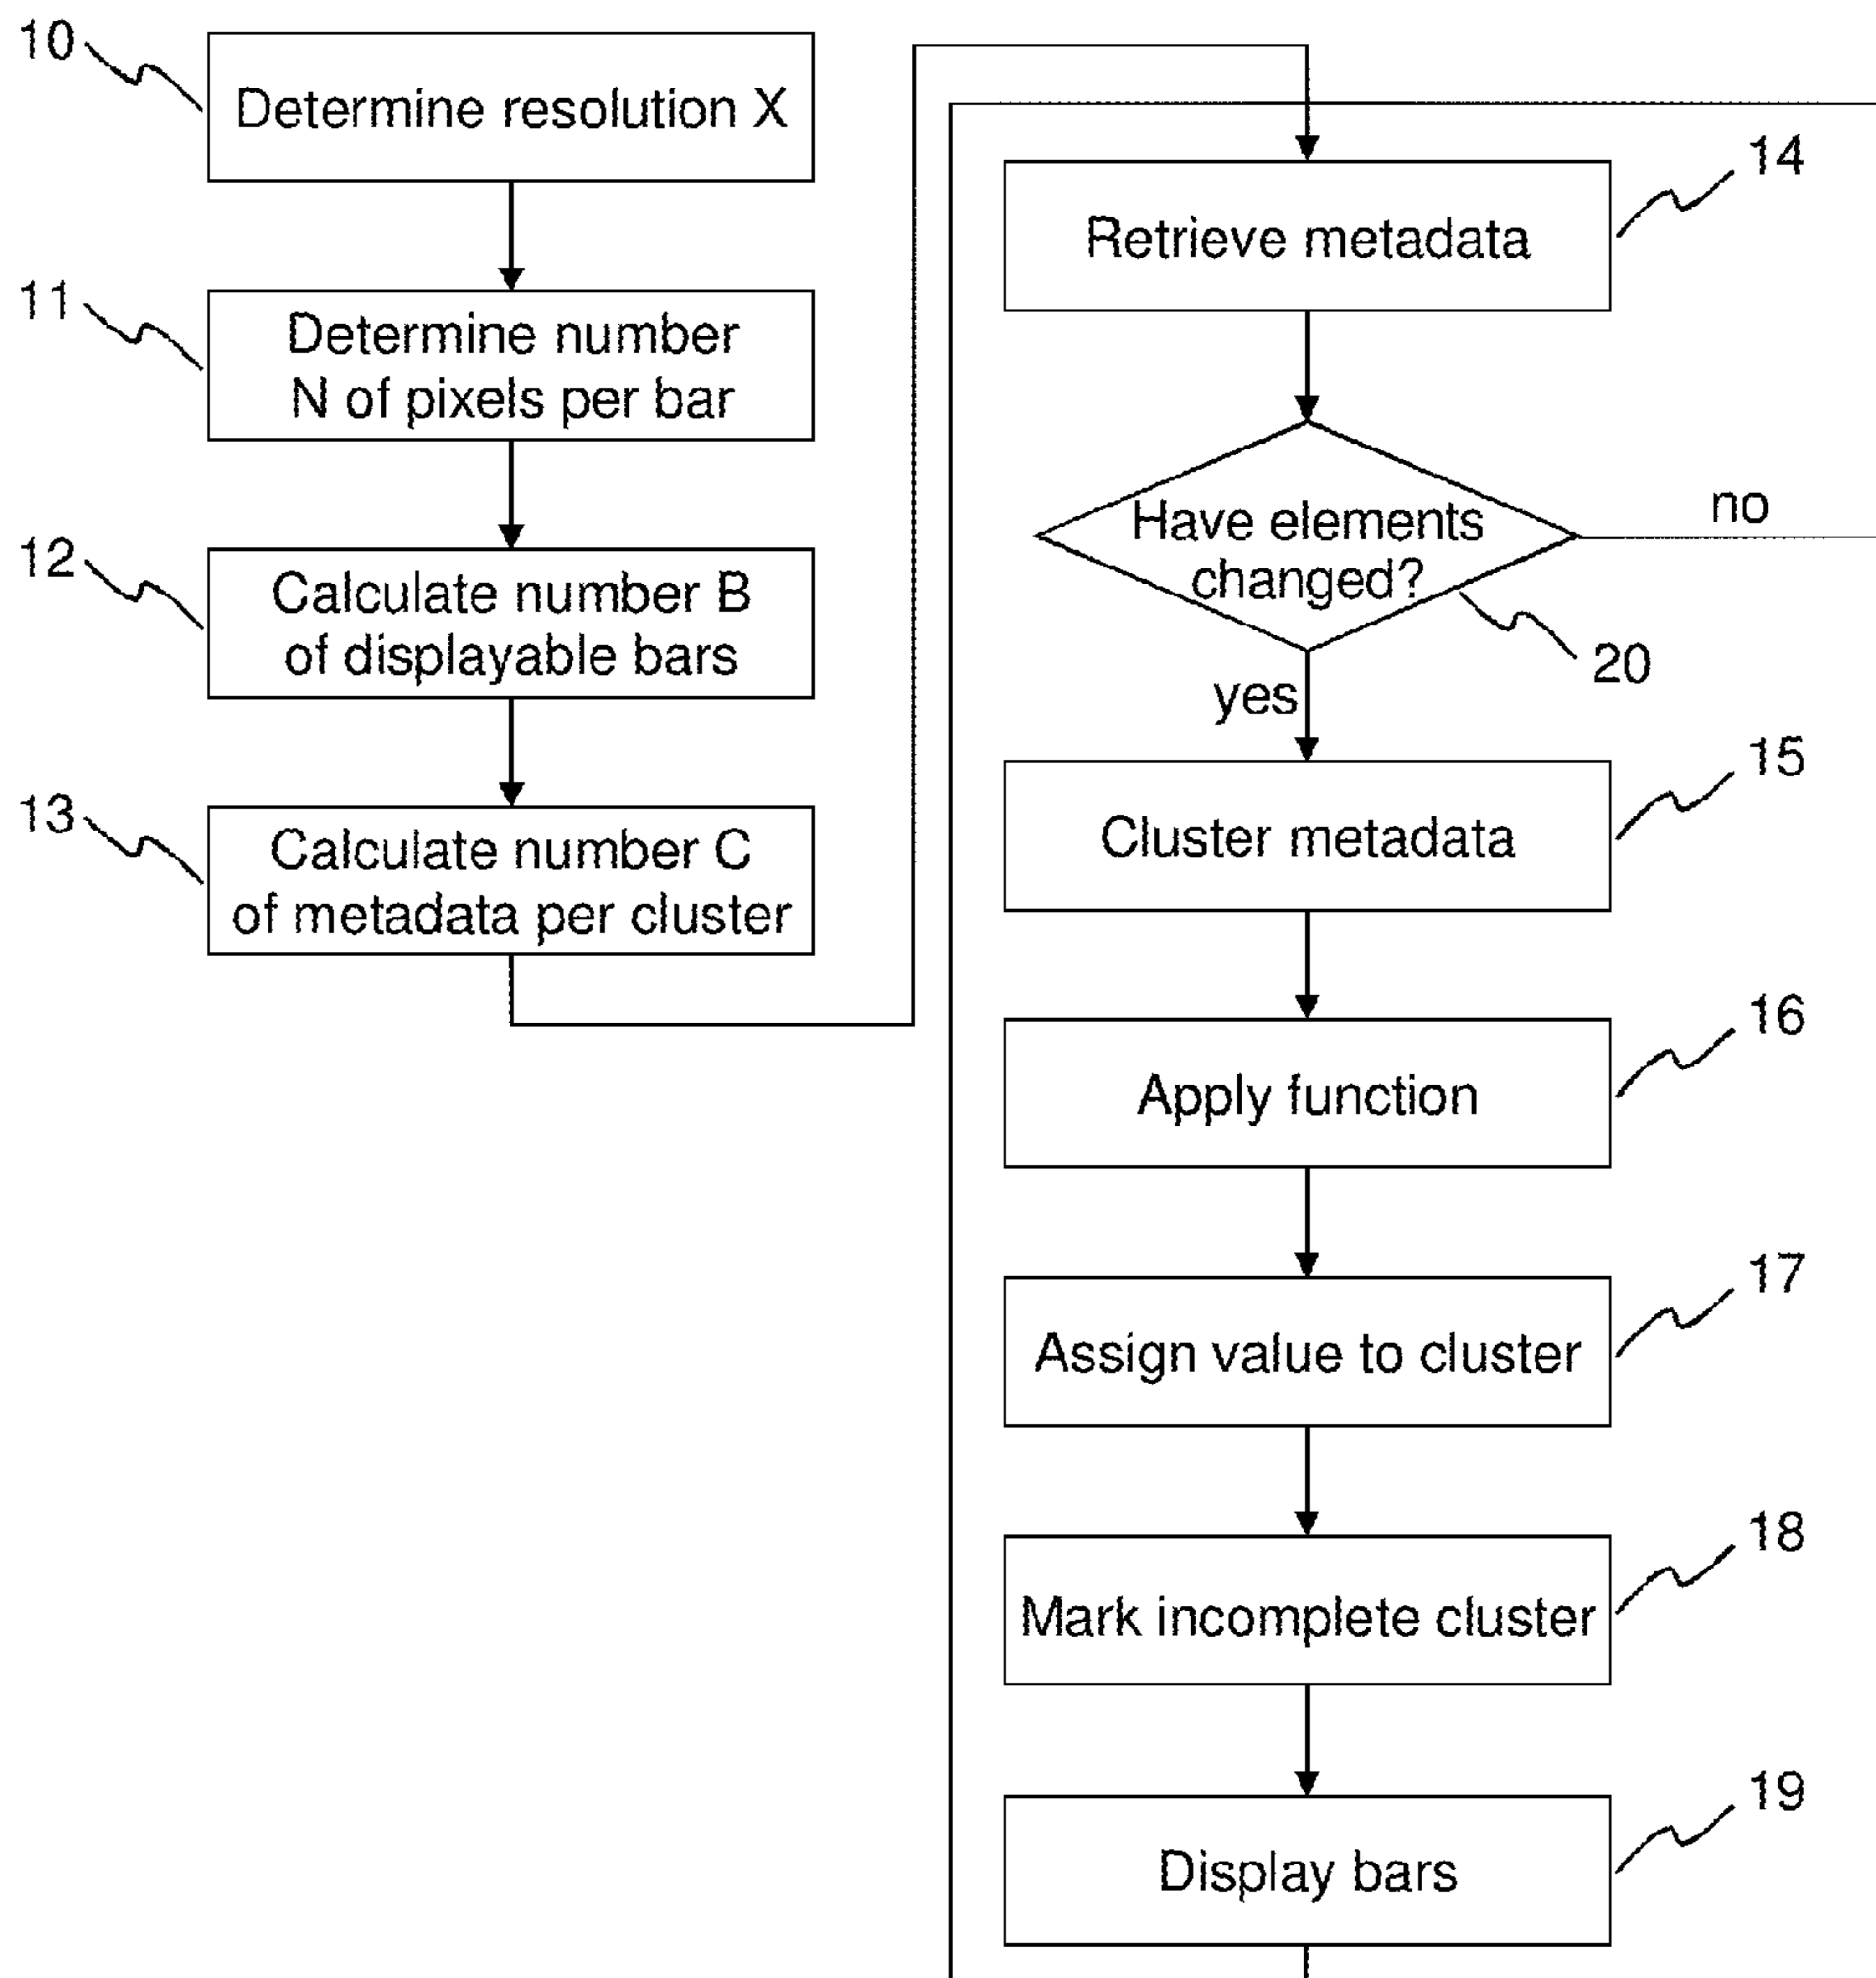 10
Determine resolution X
11
Determine number
N of pixels per bar
12
Calculate number B
of displayable bars
13
Calculate number C
of metadata per cluster
14
Retrieve metadata
Have elements
changed?
no
20
yes
15
Cluster metadata
16
Apply function
17
Assign value to cluster
18
Mark incomplete cluster
19
Display bars